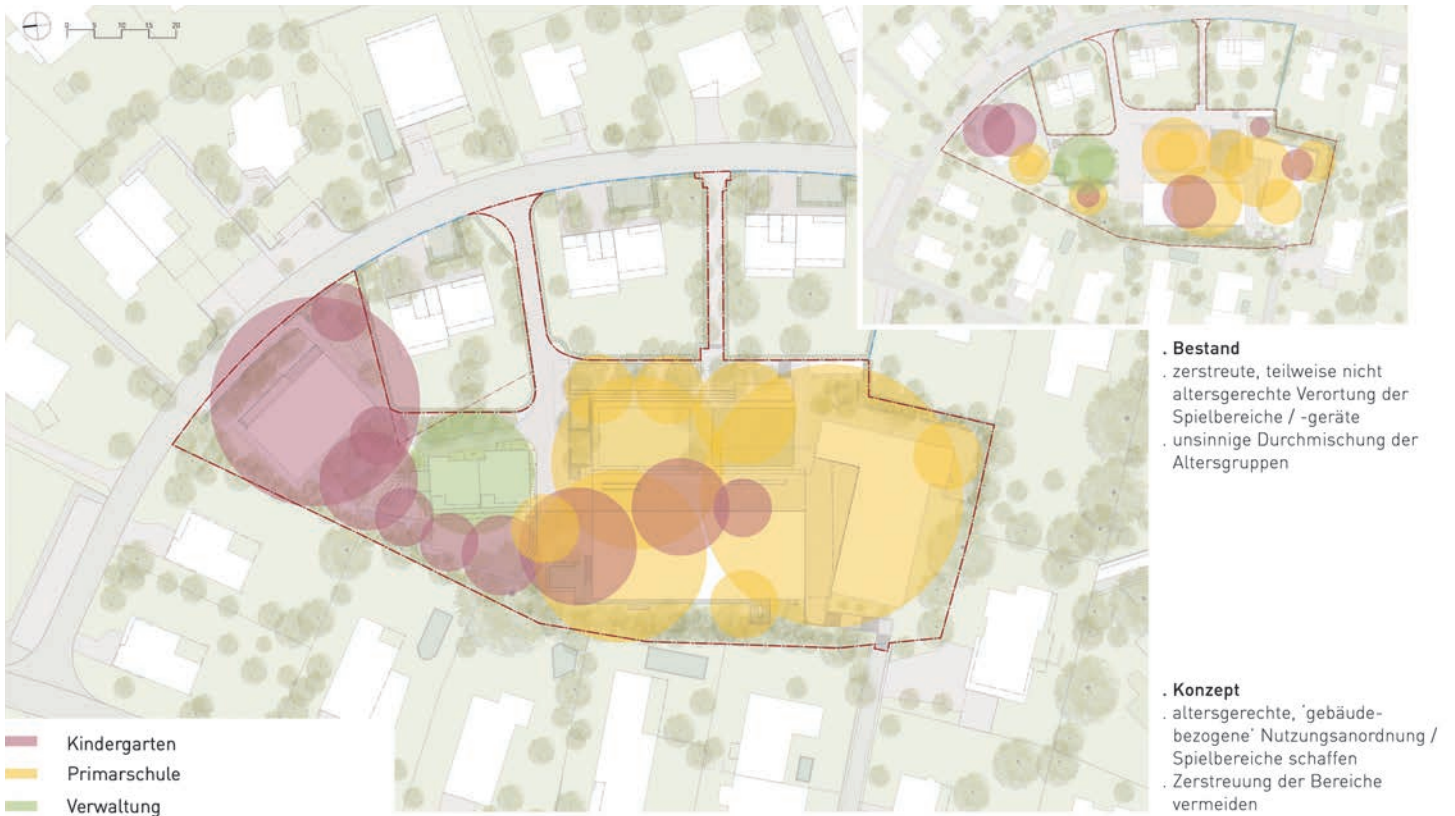 0 5 10 15 20
. Bestand
. zerstreute, teilweise nicht
altersgerechte Verortung der
Spielbereiche / -geräte
. unsinnige Durchmischung der
Altersgruppen
. Konzept
. altersgerechte, 'gebäude-
bezogene' Nutzungsanordnung /
Spielbereiche schaffen
. Zerstreuung der Bereiche
vermeiden
Kindergarten
Primarschule
Verwaltung